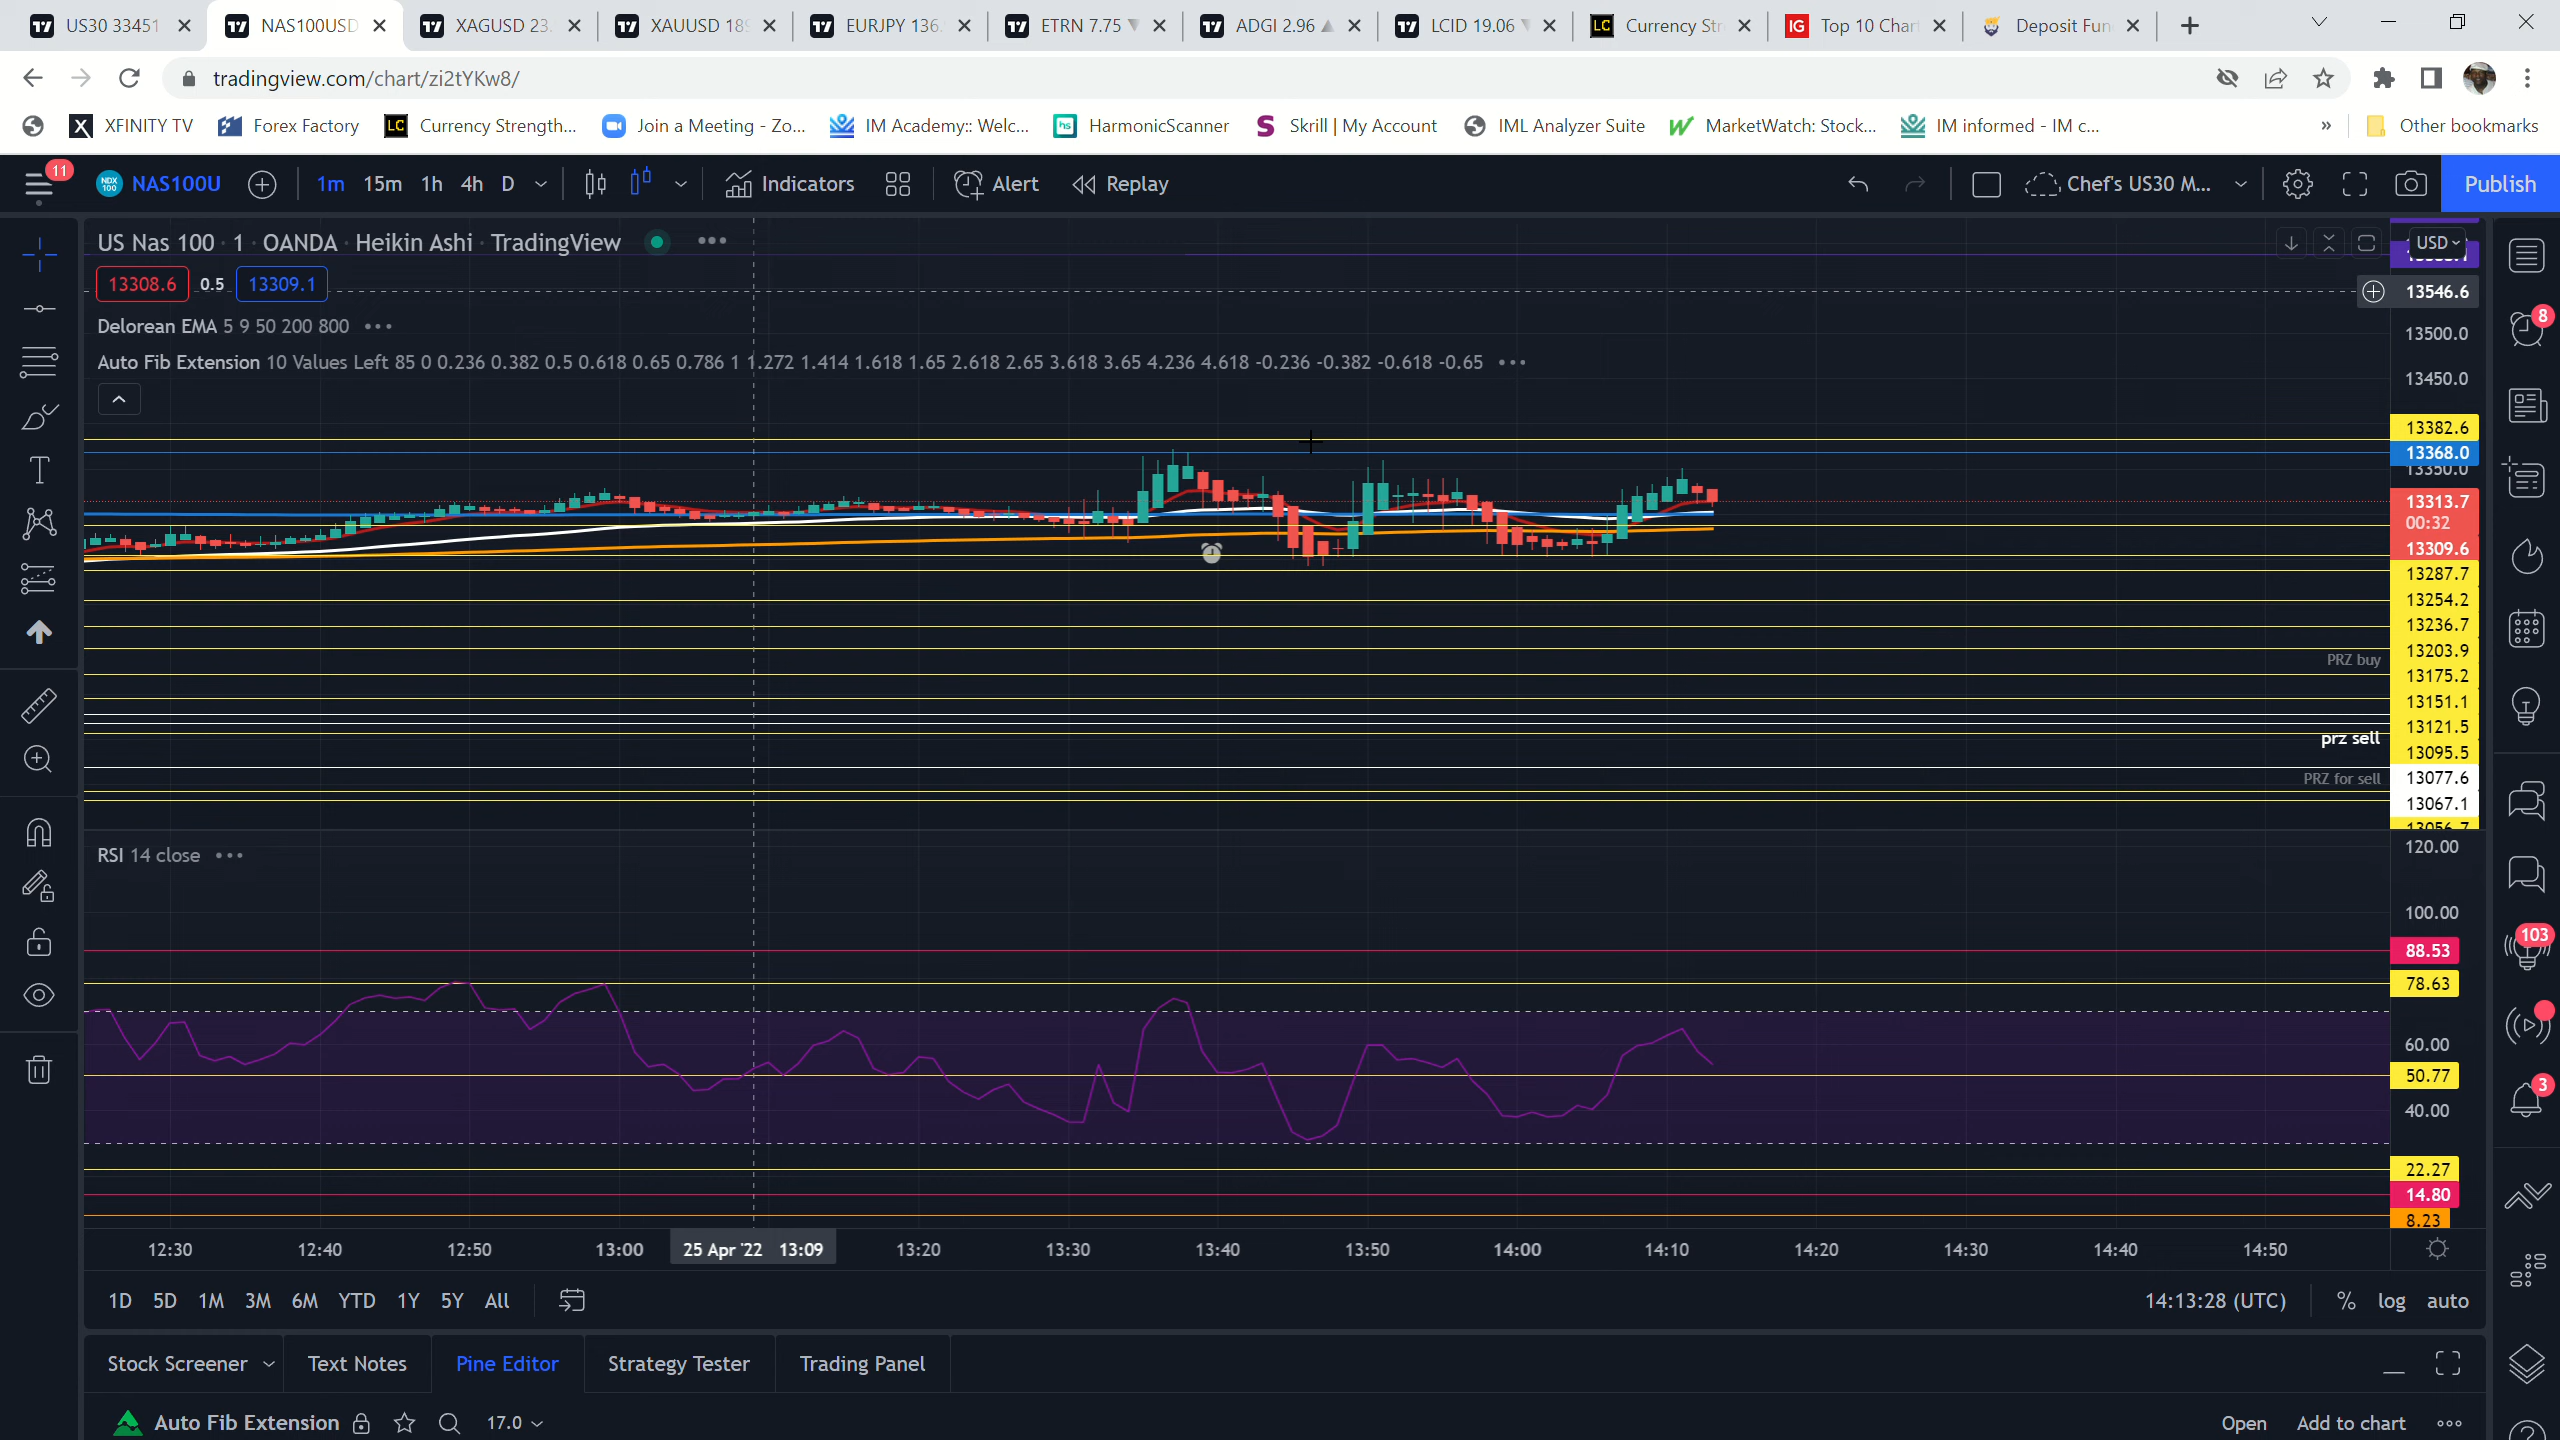 US30 33451
NAS100USD
XAGUSD 23.
XAUUSD 189
EURJPY 136.
ETRN 7.75
ADGI 2.96
LCID 19.06
Currency Str
Top 10 Chart
Deposit Fun
tradingview.com/chart/zi2tYKw8/
XFINITY TV
Forex Factory
Currency Strength...
Join a Meeting - Zo...
IM Academy:: Welc...
HarmonicScanner
Skrill | My Account
IML Analyzer Suite
MarketWatch: Stock...
IM informed - IM c...
»
Other bookmarks
11
NAS100U
1m 15m 1h 4h D
Indicators
Alert
Replay
Chef's US30 M...
Publish
US Nas 100 · 1 · OANDA · Heikin Ashi · TradingView
USD
13308.6 0.5 13309.1
13546.6
Delorean EMA 5 9 50 200 800
13500.0
Auto Fib Extension 10 Values Left 85 0 0.236 0.382 0.5 0.618 0.65 0.786 1 1.272 1.414 1.618 1.65 2.618 2.65 3.618 3.65 4.236 4.618 -0.236 -0.382 -0.618 -0.65
13450.0
13382.6
13368.0
13350.0
13313.7
00:32
13309.6
13287.7
13254.2
13236.7
13203.9
PRZ buy
13175.2
13151.1
13121.5
prz sell
13095.5
PRZ for sell
13077.6
13067.1
13056.7
RSI 14 close
120.00
100.00
88.53
78.63
60.00
50.77
40.00
22.27
14.80
8.23
12:30 12:40 12:50 13:00 25 Apr '22 13:09 13:20 13:30 13:40 13:50 14:00 14:10 14:20 14:30 14:40 14:50
1D 5D 1M 3M 6M YTD 1Y 5Y All
14:13:28 (UTC)
% log auto
Stock Screener
Text Notes
Pine Editor
Strategy Tester
Trading Panel
Auto Fib Extension
17.0
Open
Add to chart
8
103
3